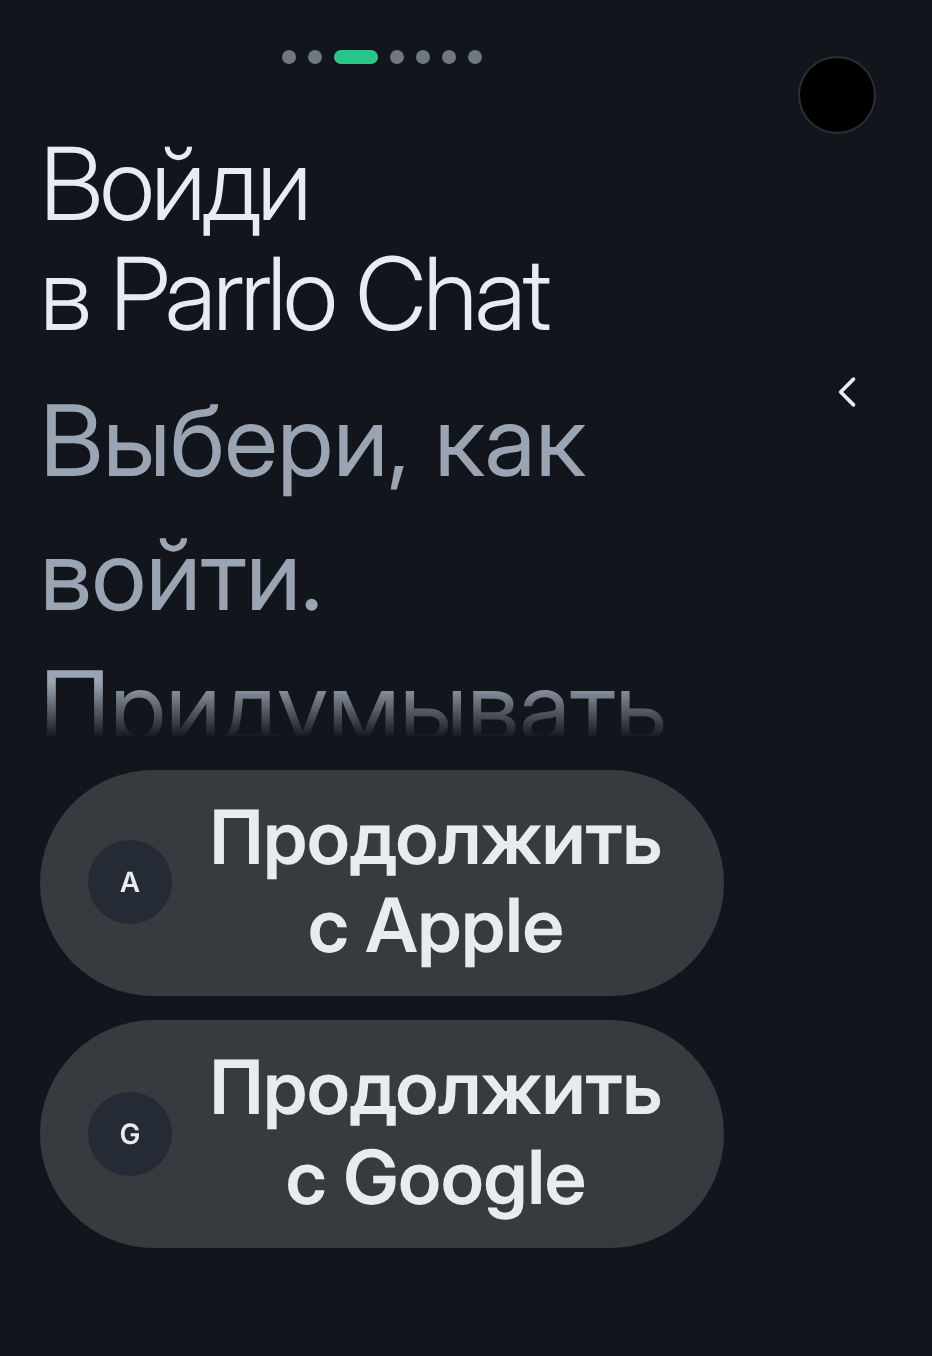 Войди
в Parrlo Chat
Выбери, как
войти.
Придумывать
A
Продолжить
с Apple
G
Продолжить
с Google